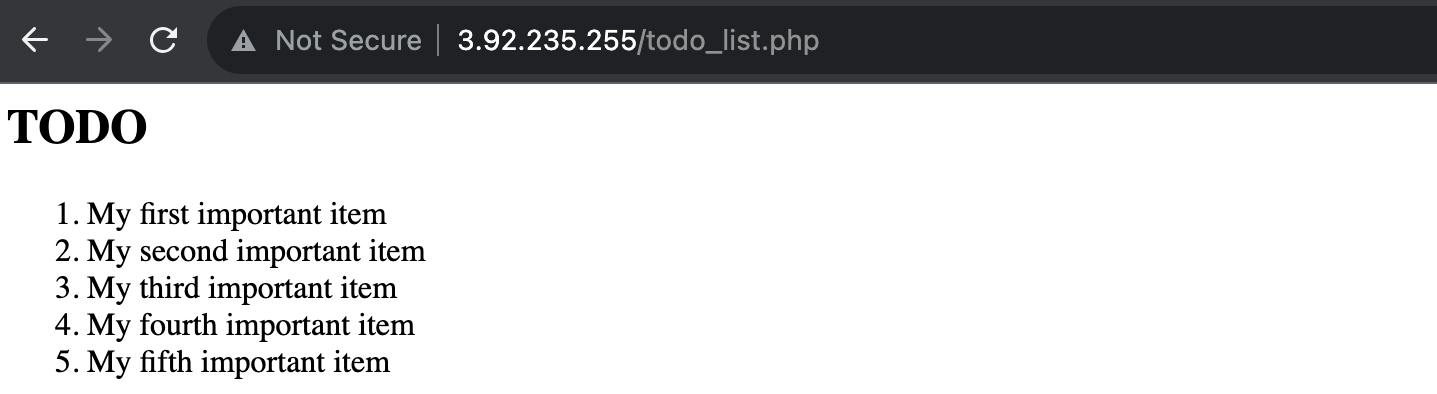 Not Secure | 3.92.235.255/todo_list.php
TODO
1. My first important item
2. My second important item
3. My third important item
4. My fourth important item
5. My fifth important item